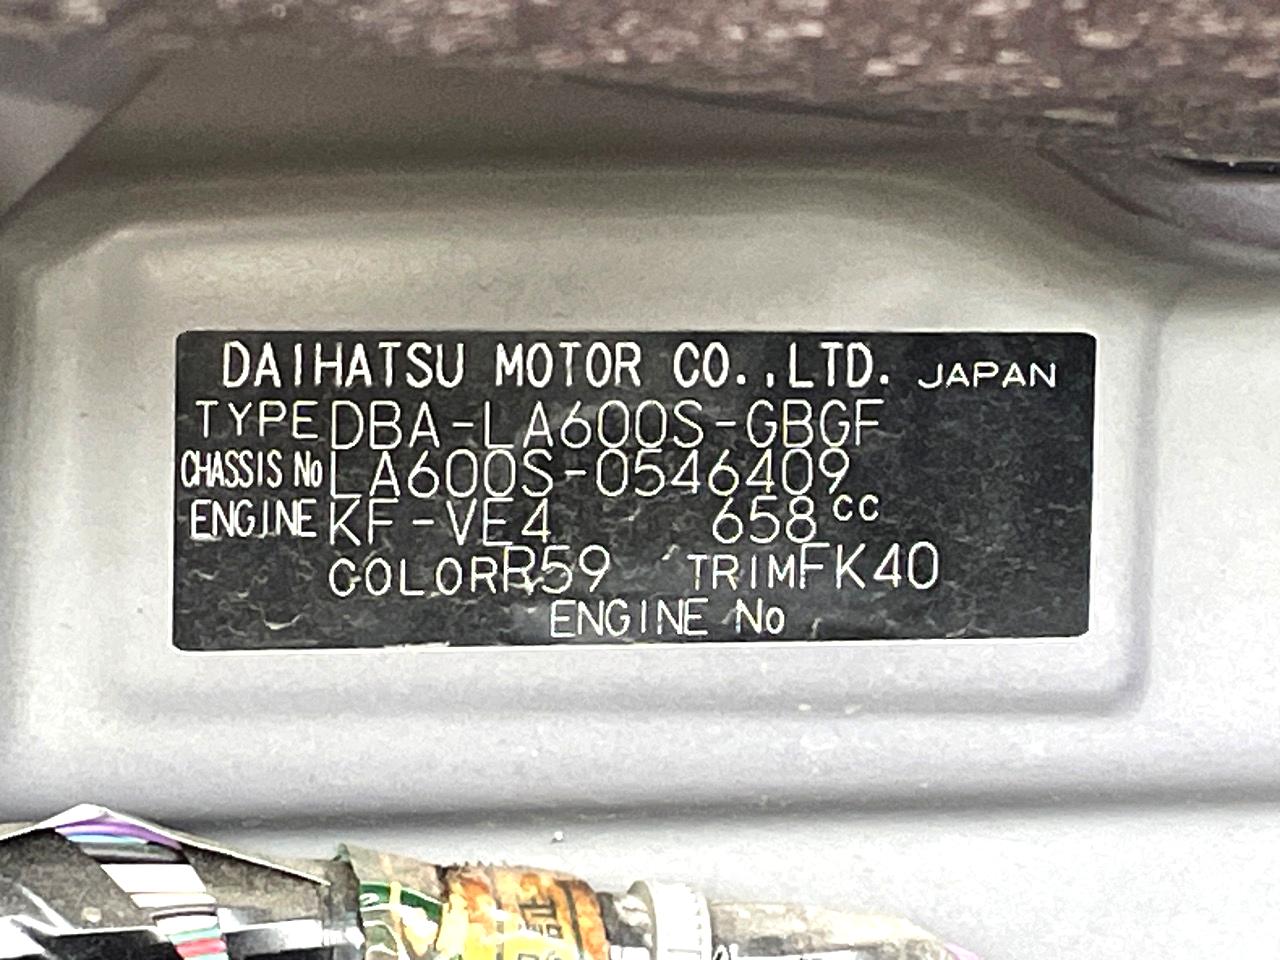 DAIHATSU MOTOR CO.,LTD. JAPAN
TYPE DBA-LA600S-GBGF
CHASSIS No LA600S-0546409
ENGINE KF-VE4 658cc
COLOR R59 TRIM FK40
ENGINE No